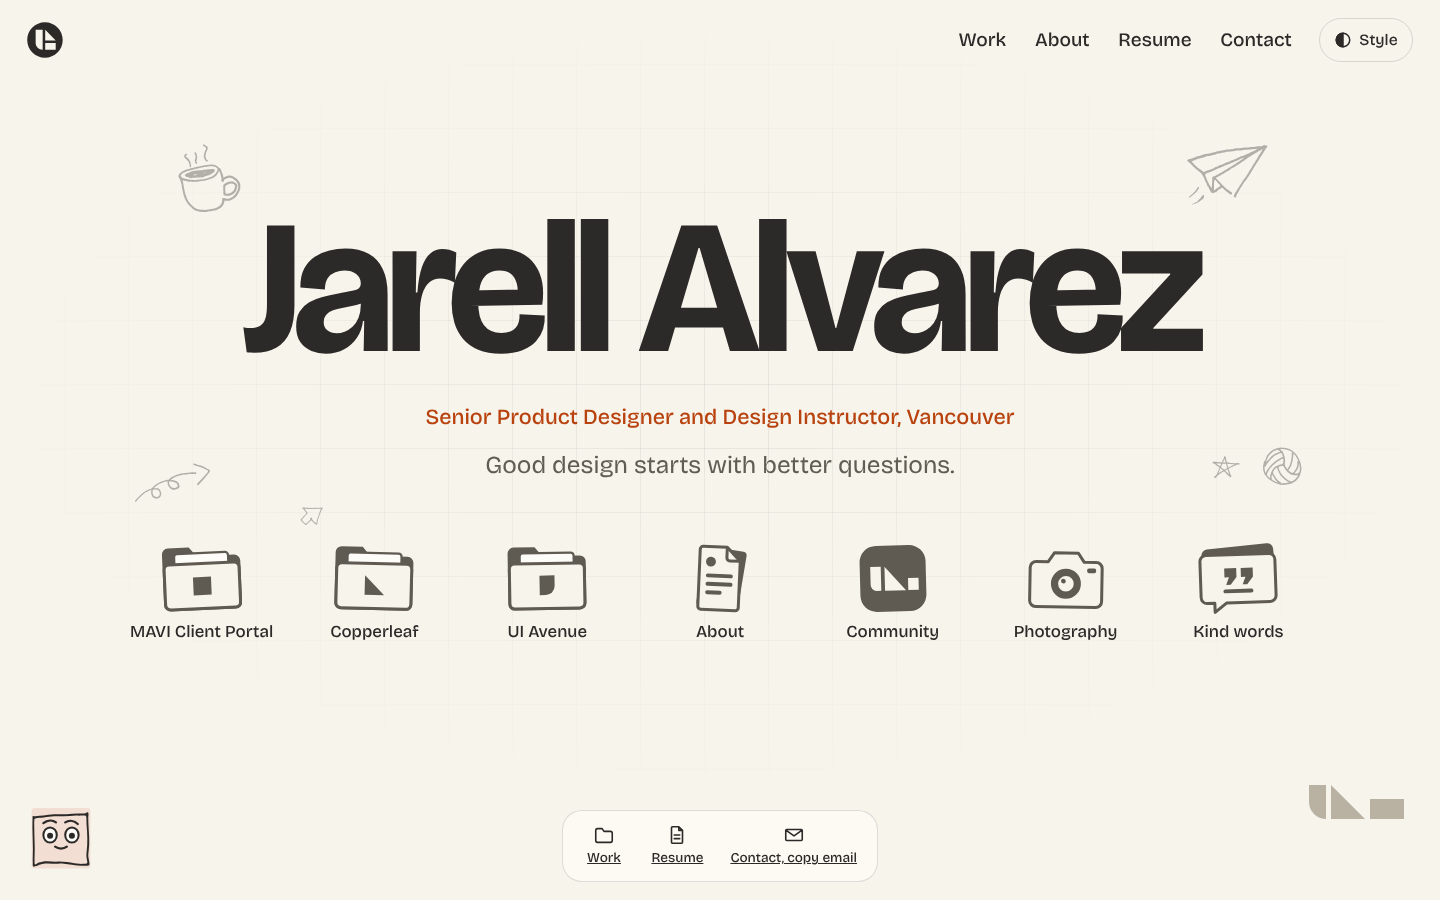 Work About Resume Contact Style
Jarell Alvarez
Senior Product Designer and Design Instructor, Vancouver
Good design starts with better questions.
MAVI Client Portal Copperleaf UI Avenue About Community Photography Kind words
Work Resume Contact, copy email